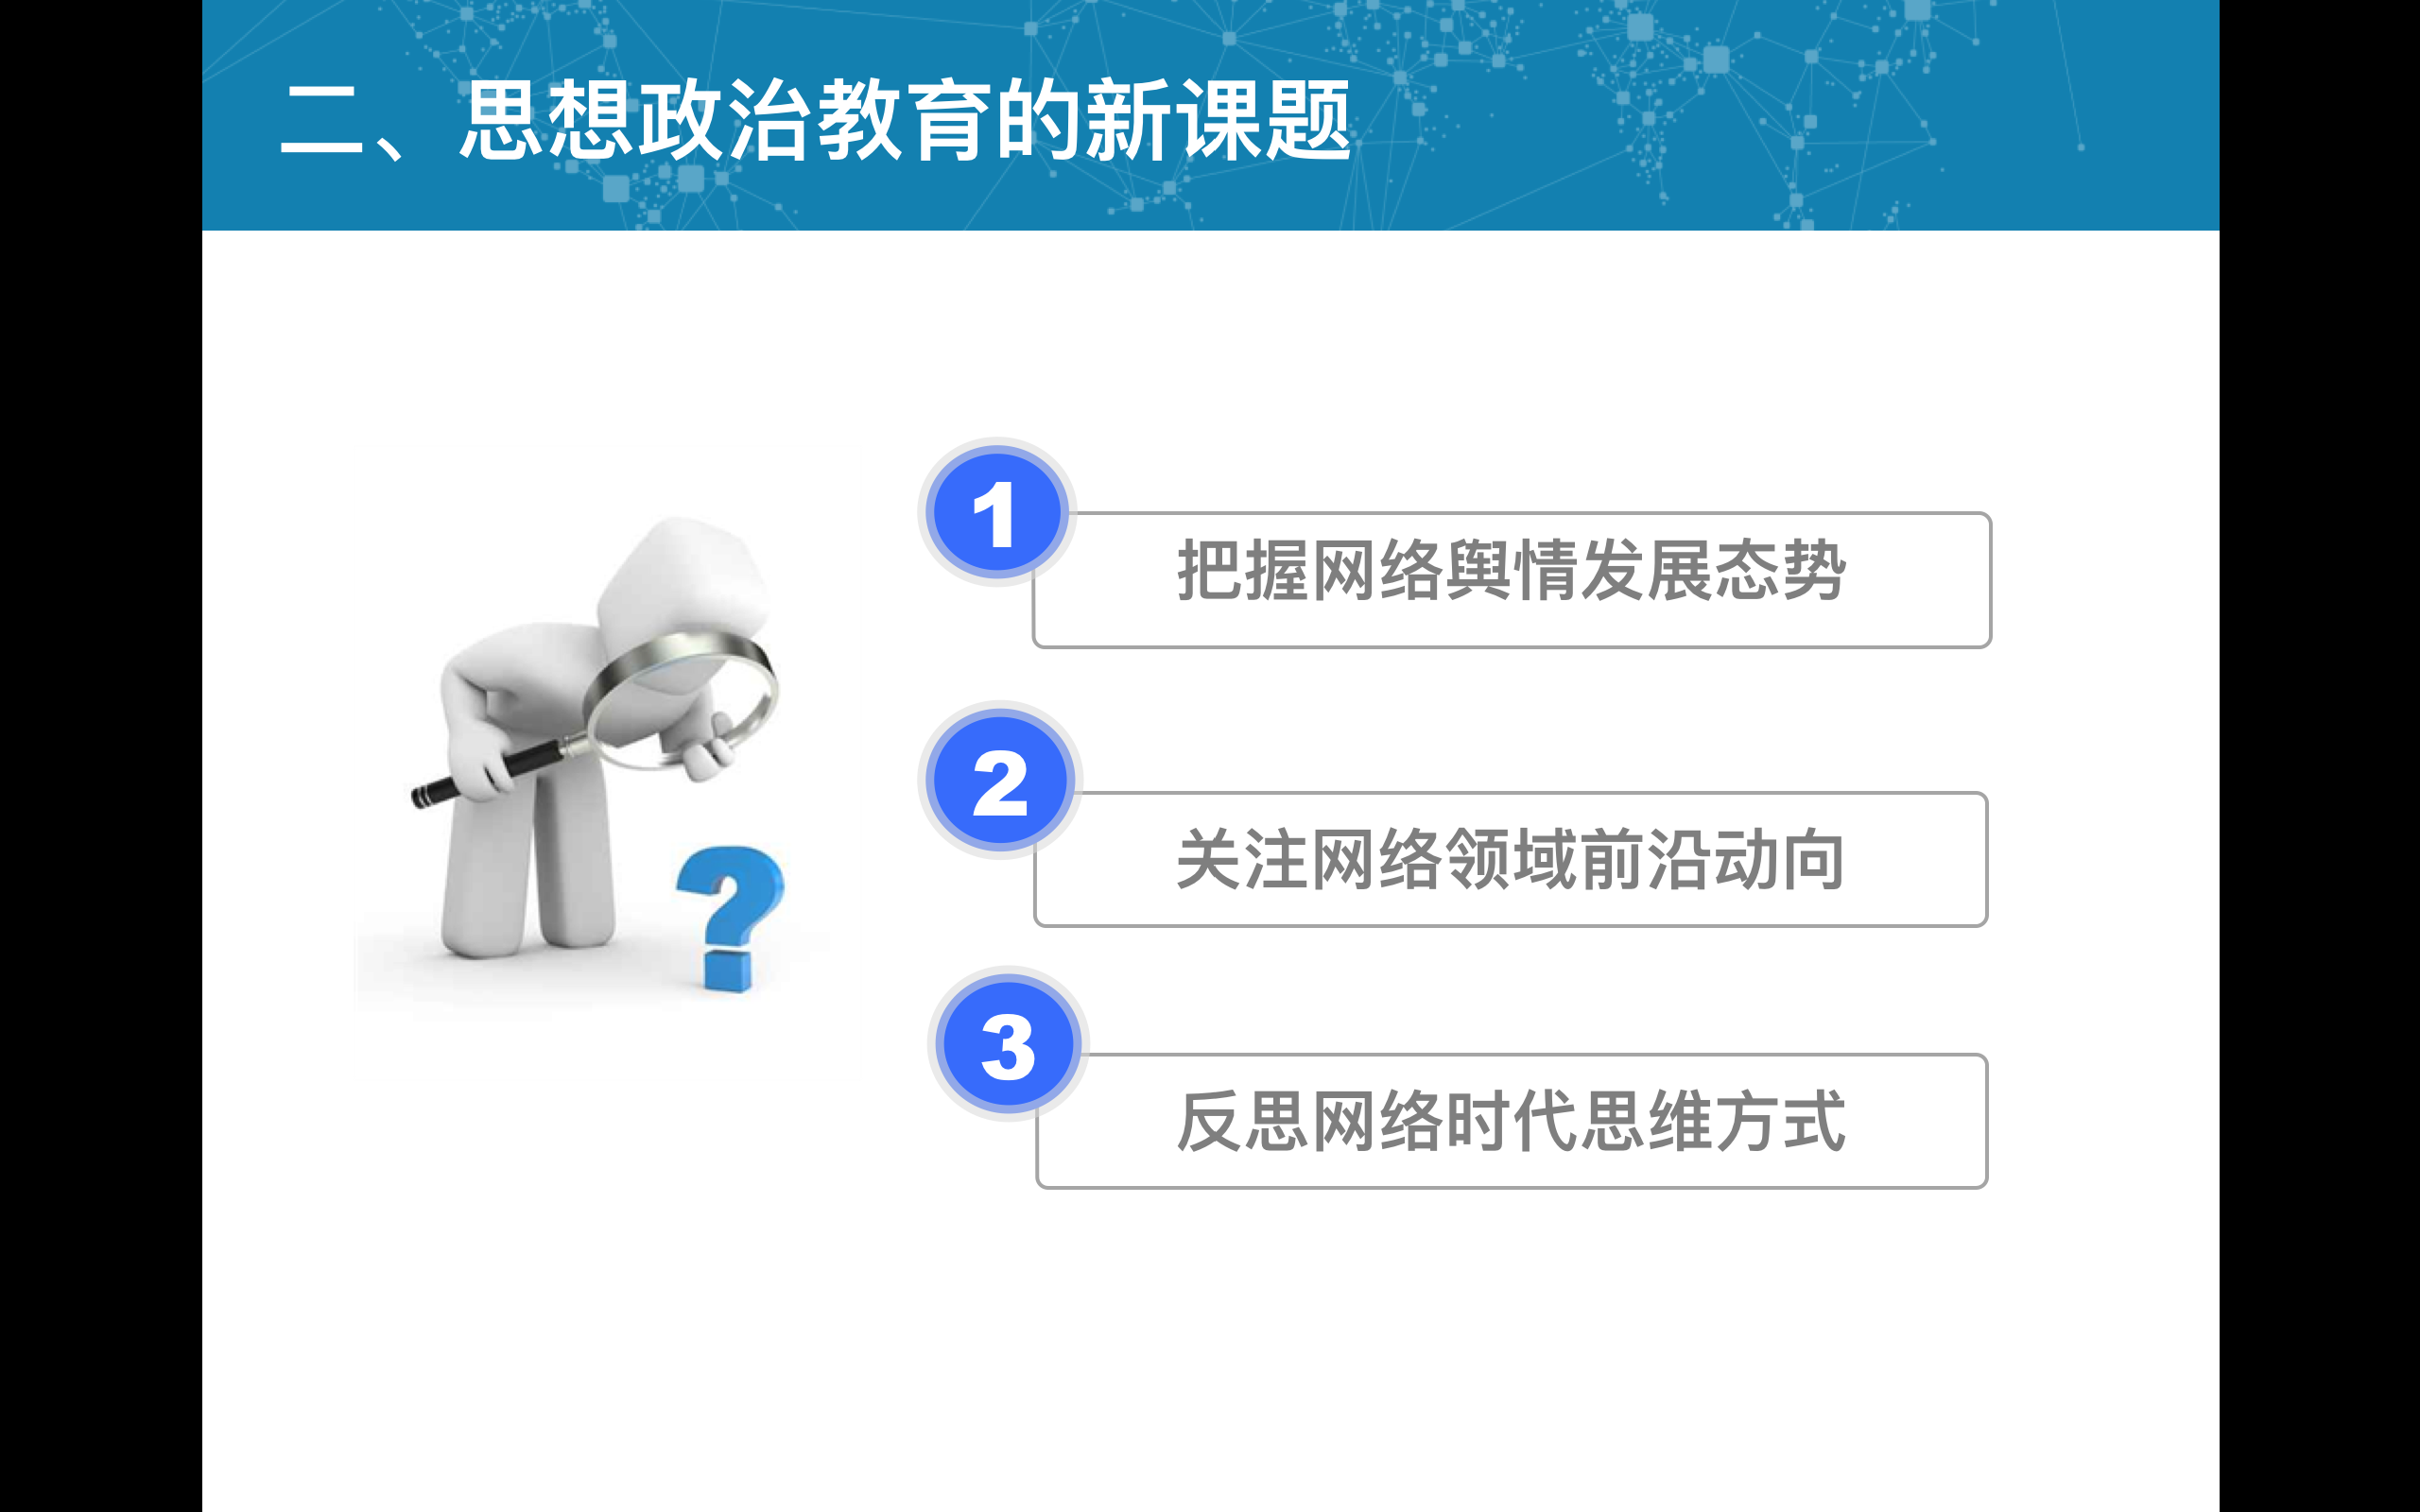 二、思想政治教育的新课题
1
把握网络舆情发展态势
2
关注网络领域前沿动向
3
反思网络时代思维方式
?